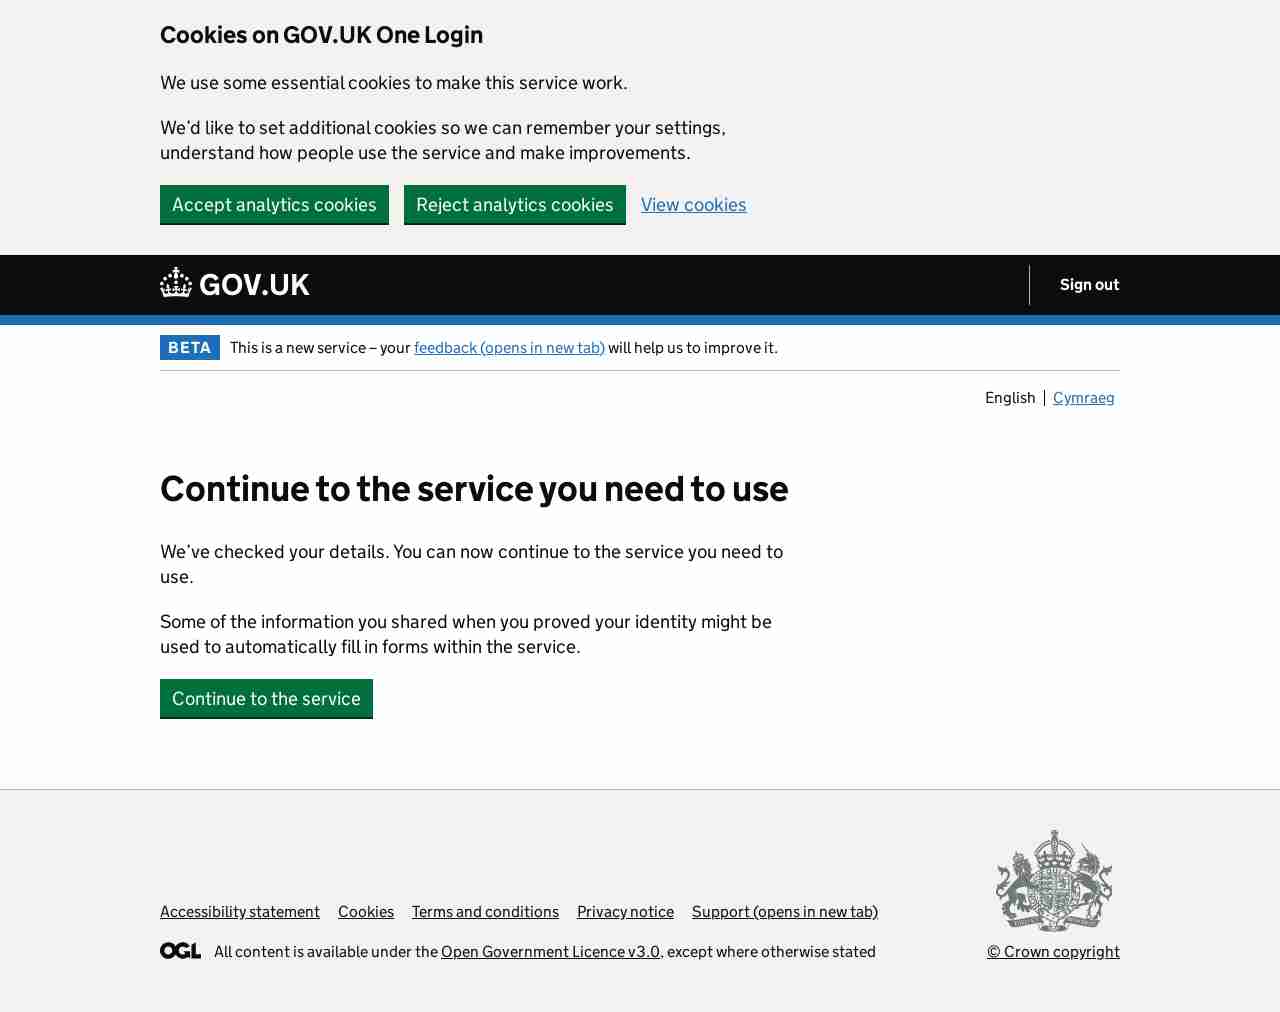 Cookies on GOV.UK One Login
We use some essential cookies to make this service work.
We’d like to set additional cookies so we can remember your settings,
understand how people use the service and make improvements.
Accept analytics cookies Reject analytics cookies View cookies
GOV.UK Sign out
BETA This is a new service – your feedback (opens in new tab) will help us to improve it.
English Cymraeg
Continue to the service you need to use
We’ve checked your details. You can now continue to the service you need to
use.
Some of the information you shared when you proved your identity might be
used to automatically fill in forms within the service.
Continue to the service
Accessibility statement Cookies Terms and conditions Privacy notice Support (opens in new tab)
OGL All content is available under the Open Government Licence v3.0, except where otherwise stated
© Crown copyright